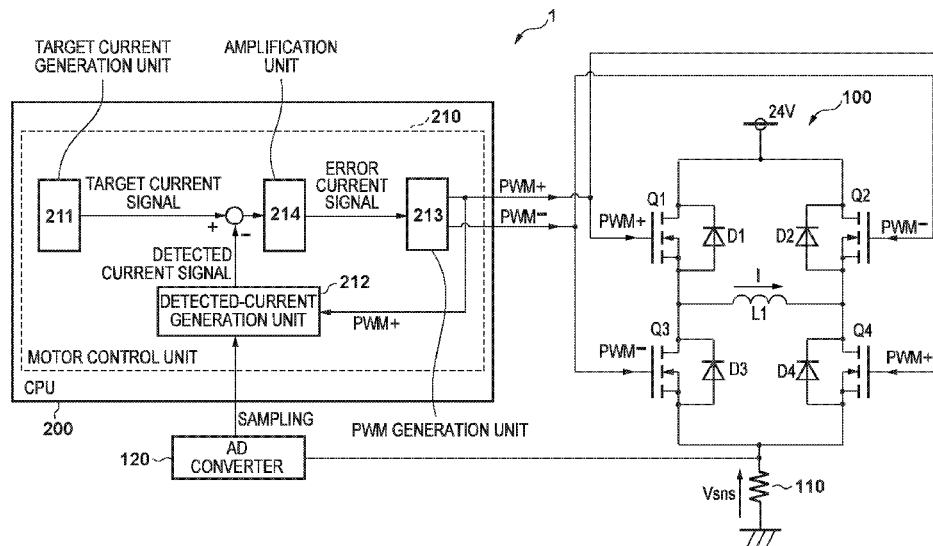 1
TARGET CURRENT
GENERATION UNIT
AMPLIFICATION
UNIT
210
24V
100
TARGET CURRENT
SIGNAL
ERROR
CURRENT
SIGNAL
211
+
−
214
213
PWM+
PWM−
Q1
PWM+
D1
Q2
D2
PWM−
DETECTED
CURRENT SIGNAL
212
DETECTED-CURRENT
GENERATION UNIT
PWM+
I
L1
Q3
PWM−
D3
Q4
D4
PWM+
MOTOR CONTROL UNIT
CPU
200
SAMPLING
PWM GENERATION UNIT
120
AD
CONVERTER
Vsns
110